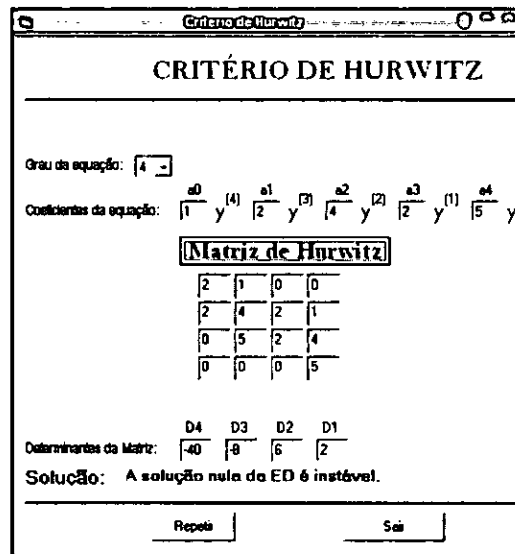 Critério de Hurwitz
CRITÉRIO DE HURWITZ
Grau da equação: 4
a0 a1 a2 a3 a4
Coeficientes da equação: 1 y(4) 2 y(3) 4 y(2) 2 y(1) 5 y
Matriz de Hurwitz
2 1 0 0
2 4 2 1
0 5 2 4
0 0 0 5
D4 D3 D2 D1
Determinantes da Matriz: -40 -8 6 2
Solução: A solução nula da ED é instável.
Repetir Sair